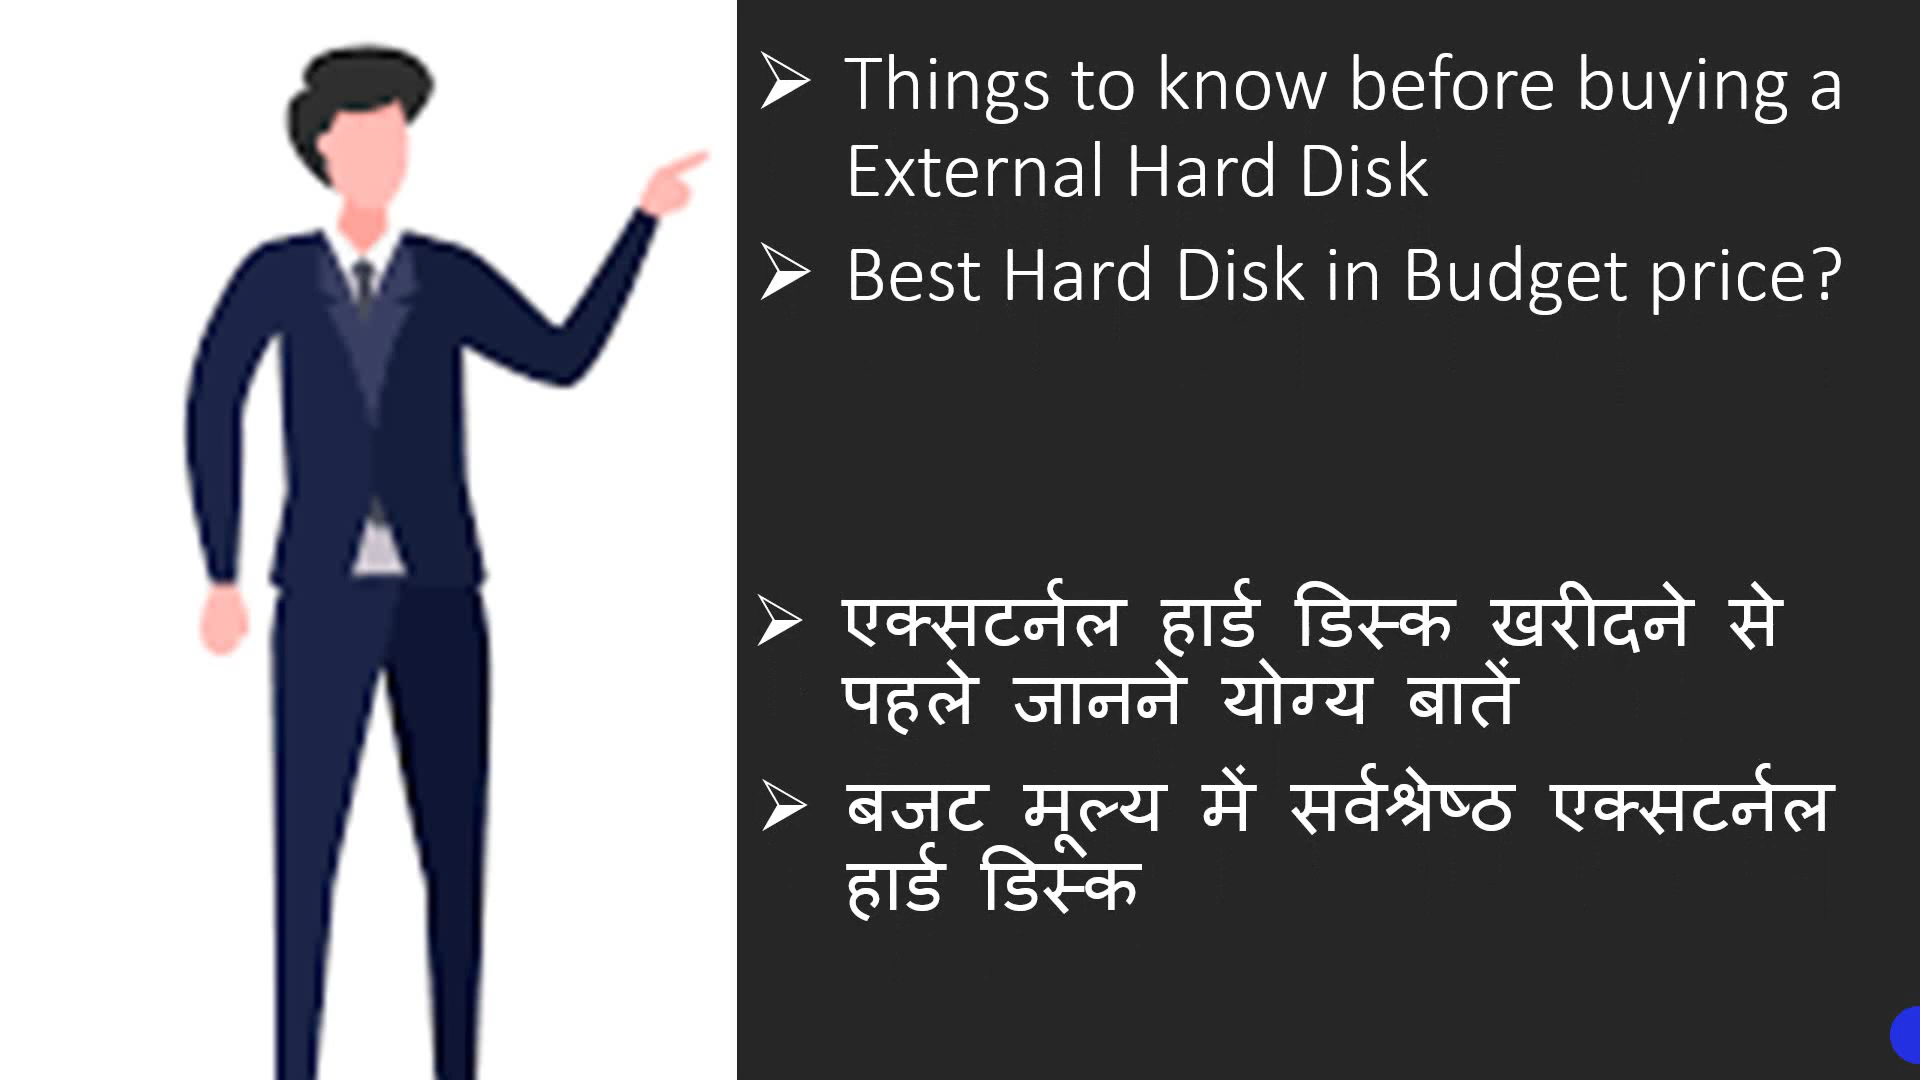 Things to know before buying a
External Hard Disk
Best Hard Disk in Budget price?
एक्सटर्नल हार्ड डिस्क खरीदने से
पहले जानने योग्य बातें
बजट मूल्य में सर्वश्रेष्ठ एक्सटर्नल
हार्ड डिस्क